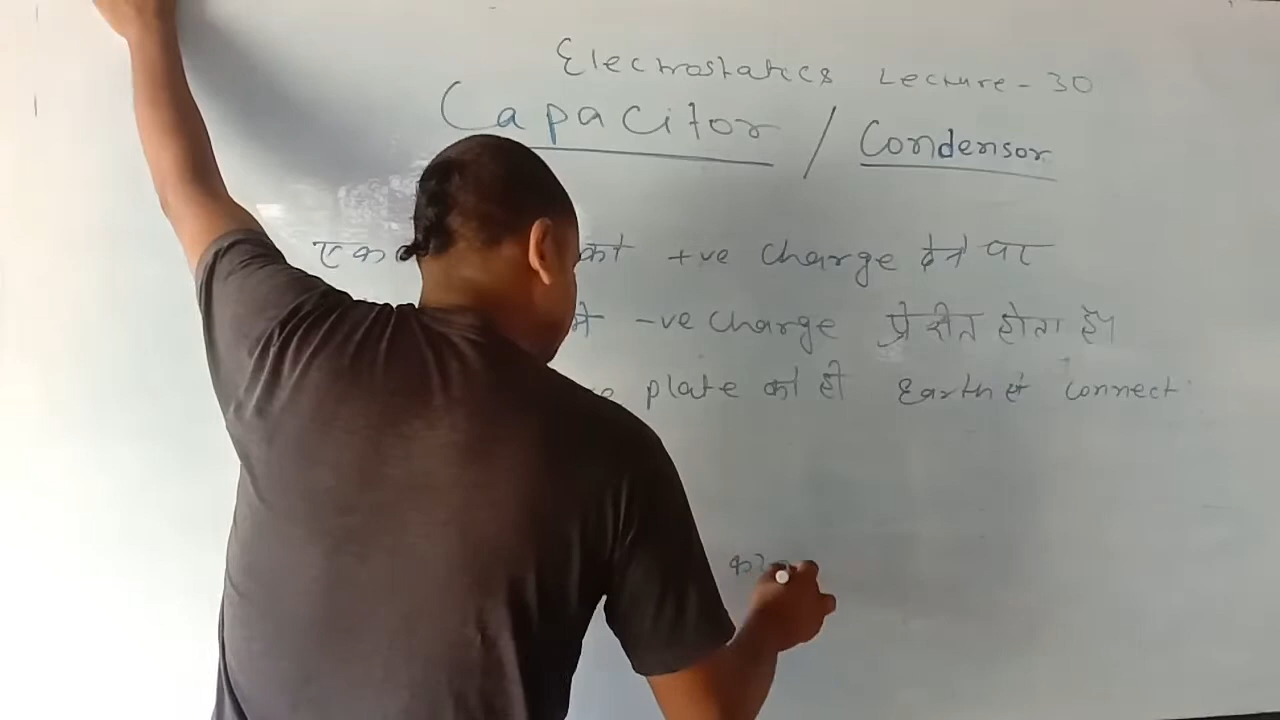 Electrostatics Lecture - 30
Capacitor / Condensor
एक को +ve charge देने पर
मे -ve charge प्रेरीत होता है।
plate को ही Earth से connect